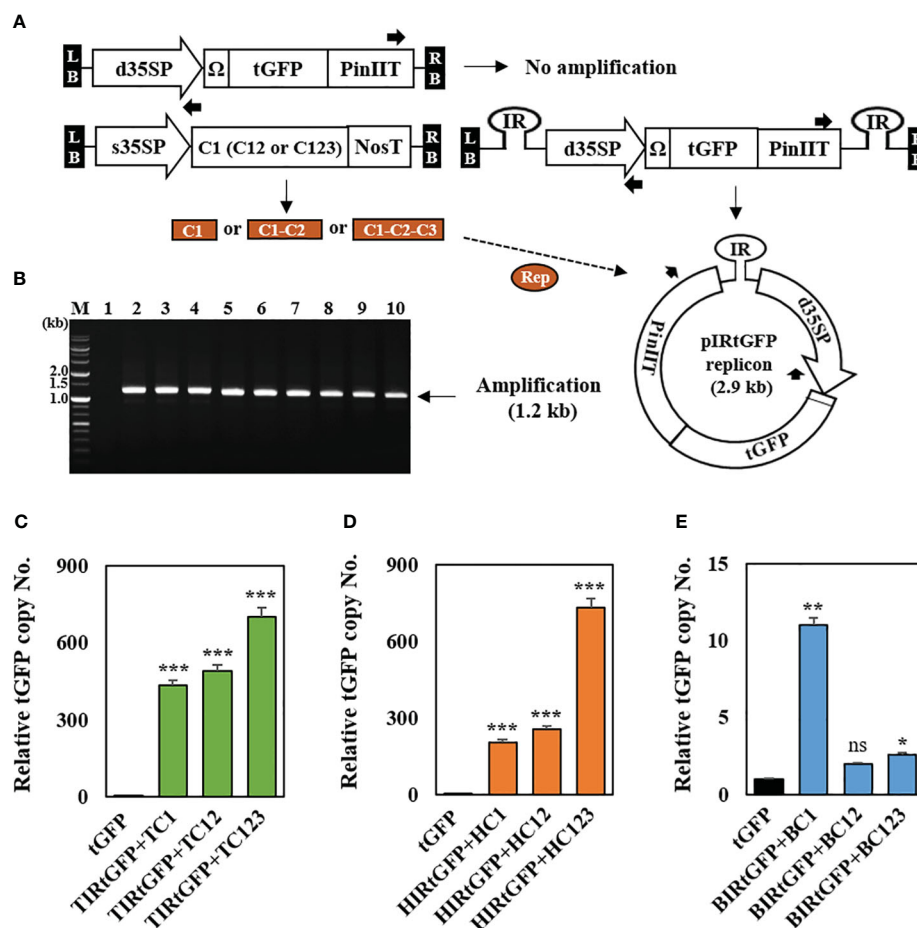 A
LB d35SP Ω tGFP PinIIT RB
No amplification
LB s35SP C1 (C12 or C123) NosT RB
LB IR d35SP Ω tGFP PinIIT IR
C1 or C1-C2 or C1-C2-C3
Rep
IR
d35SP
PinIIT
pIRtGFP
replicon
(2.9 kb)
tGFP
B
M 1 2 3 4 5 6 7 8 9 10
(kb)
2.0
1.5
1.0
Amplification
(1.2 kb)
C
Relative tGFP copy No.
900
600
300
0
***
***
***
tGFP
TIRtGFP+TC1
TIRtGFP+TC12
TIRtGFP+TC123
D
Relative tGFP copy No.
900
600
300
0
***
***
***
tGFP
HIRtGFP+HC1
HIRtGFP+HC12
HIRtGFP+HC123
E
Relative tGFP copy No.
15
10
5
0
**
ns
*
tGFP
BIRtGFP+BC1
BIRtGFP+BC12
BIRtGFP+BC123